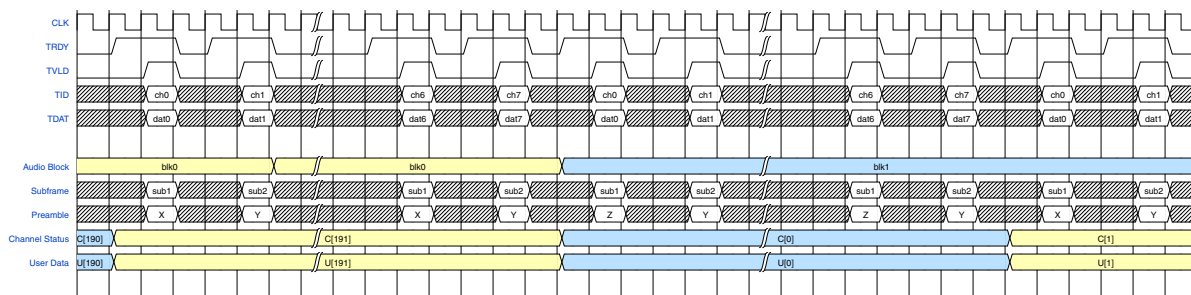 CLK
TRDY
TVLD
TID ch0 ch1 ch6 ch7 ch0 ch1 ch6 ch7 ch0 ch1
TDAT dat0 dat1 dat6 dat7 dat0 dat1 dat6 dat7 dat0 dat1
Audio Block blk0 blk0 blk1
Subframe sub1 sub2 sub1 sub2 sub1 sub2 sub1 sub2 sub1 sub2
Preamble X Y X Y Z Y Z Y X Y
Channel Status C[190] C[191] C[0] C[1]
User Data U[190] U[191] U[0] U[1]